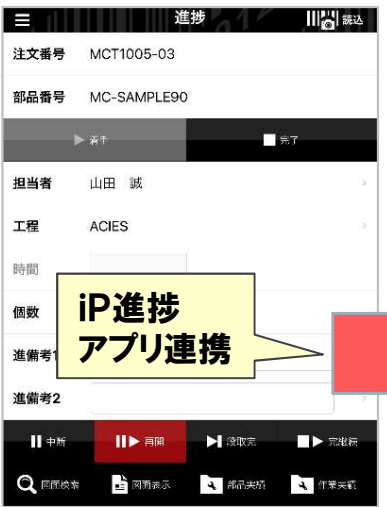 進捗 読込
注文番号 MCT1005-03
部品番号 MC-SAMPLE90
着手 完了
担当者 山田 誠
工程 ACIES
時間
個数
iP進捗
アプリ連携
進備考1
進備考2
中断 再開 段取完 完継続
図面検索 図面表示 部品実績 作業実績